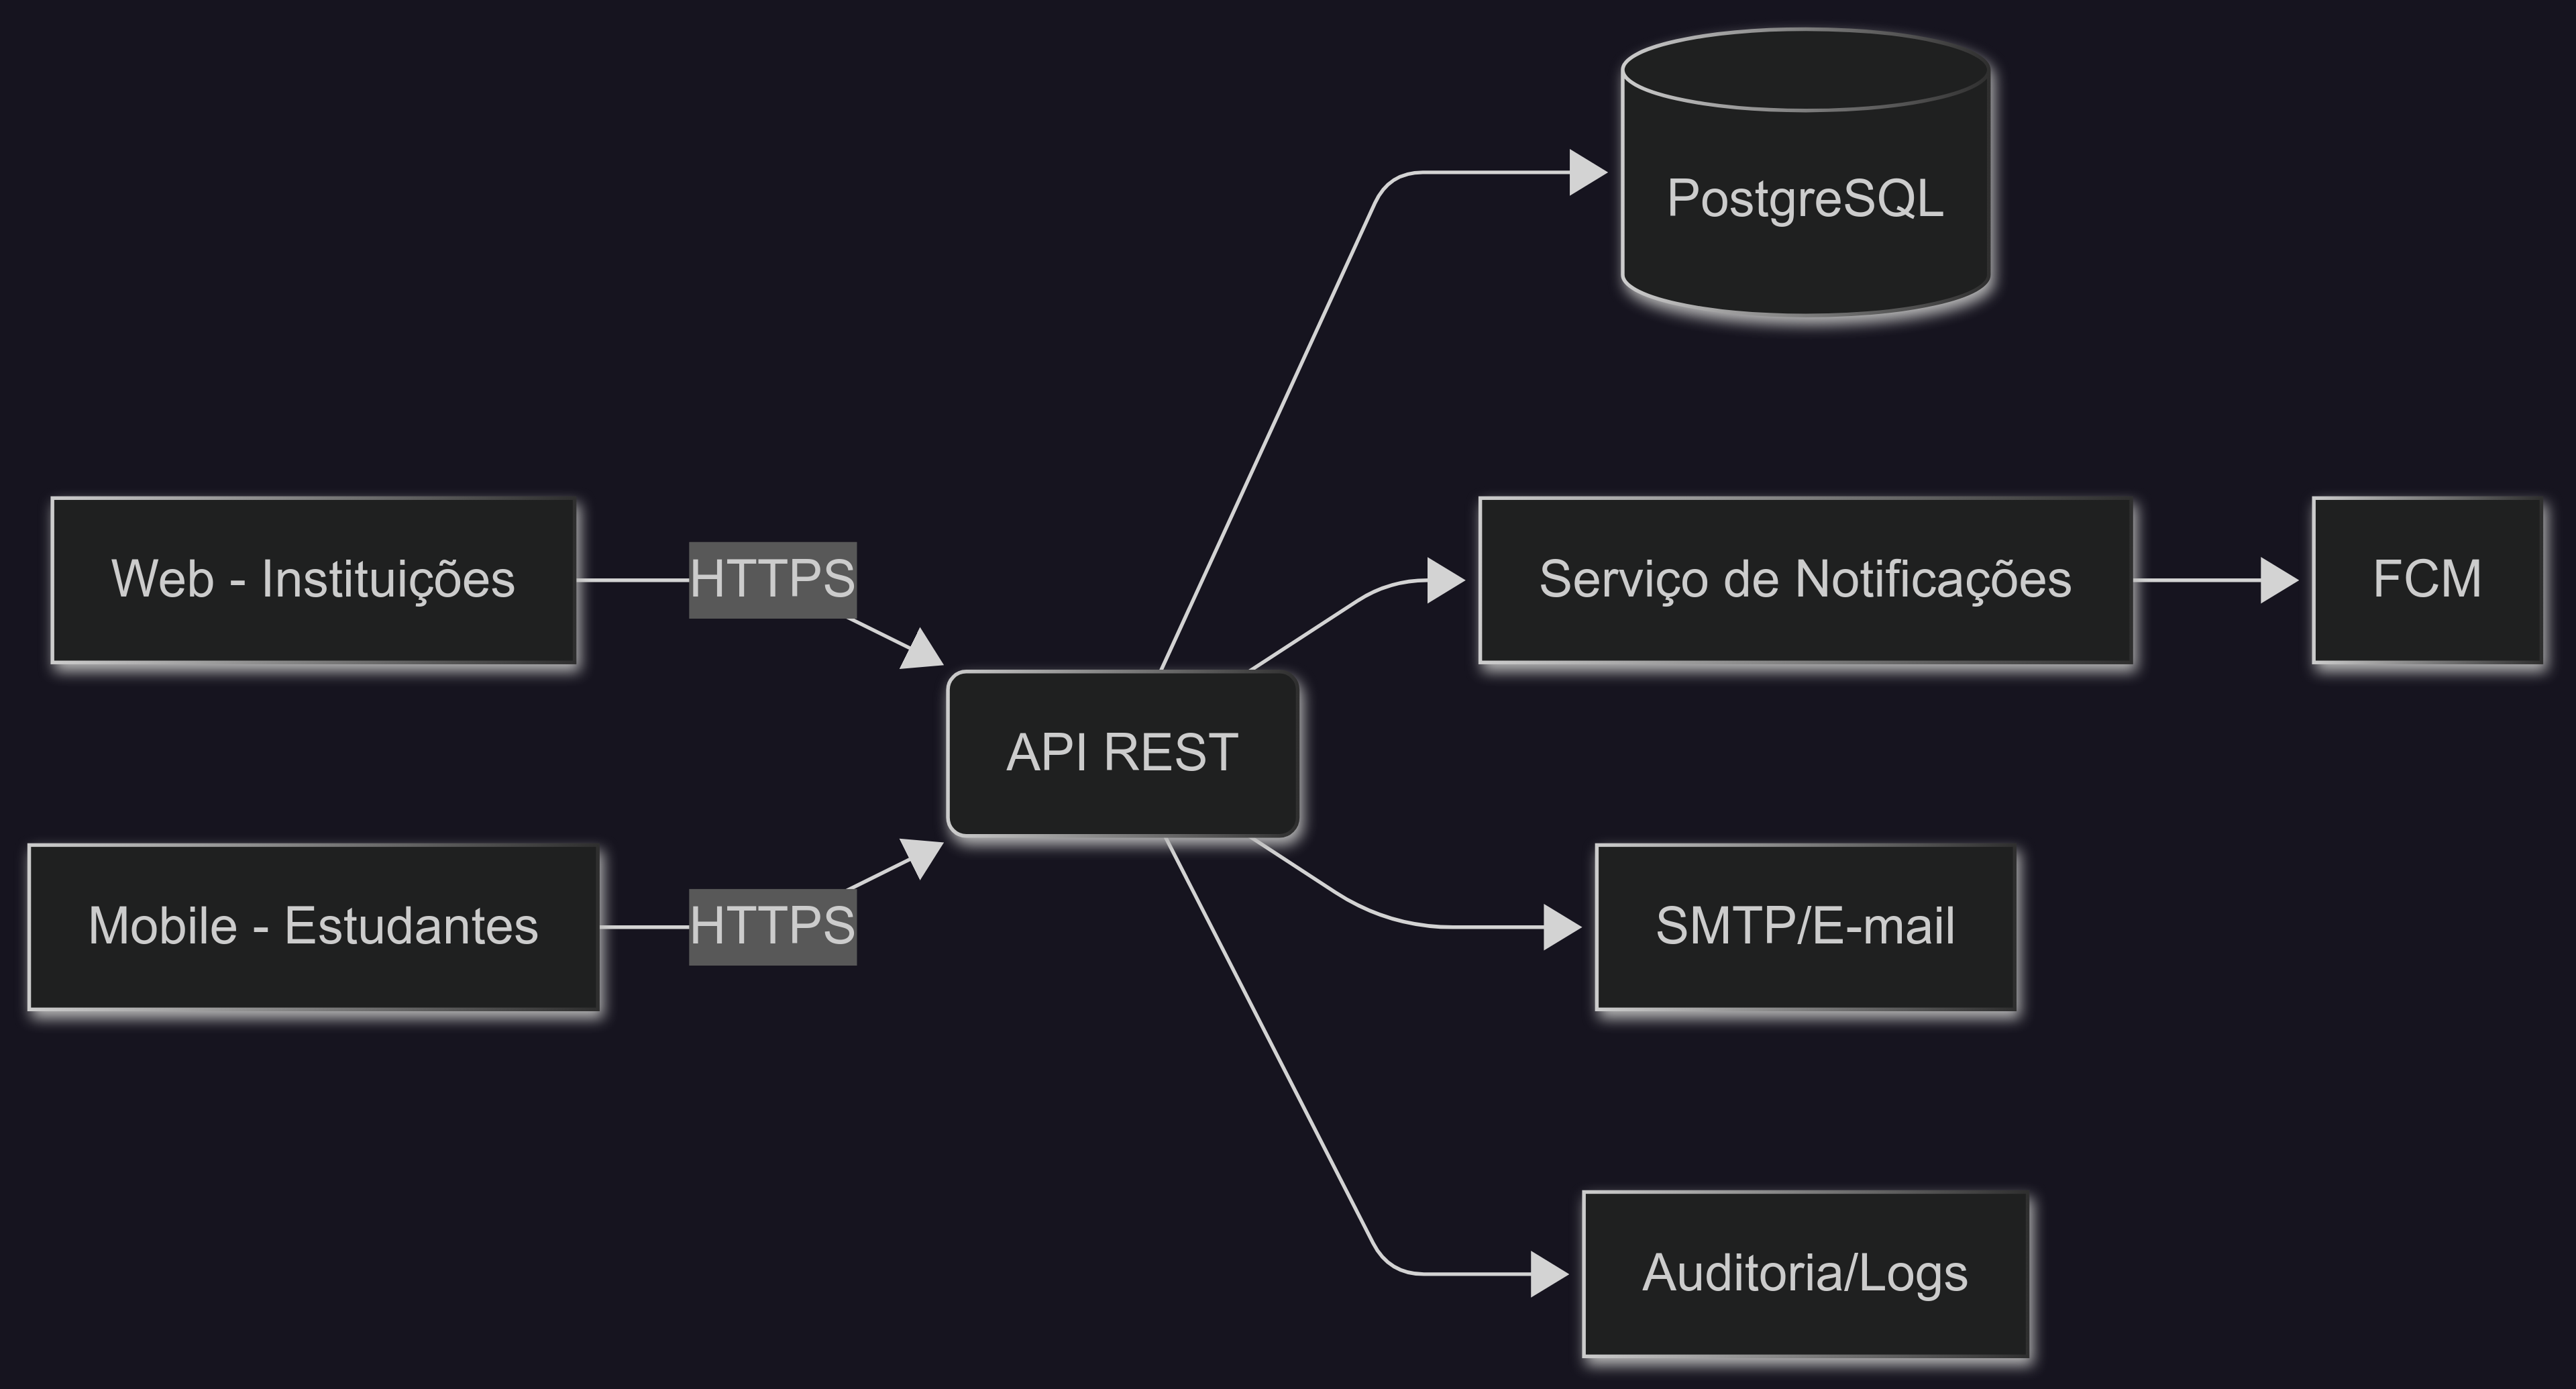 PostgreSQL
Web - Instituições
HTTPS
Serviço de Notificações
FCM
API REST
Mobile - Estudantes
HTTPS
SMTP/E-mail
Auditoria/Logs